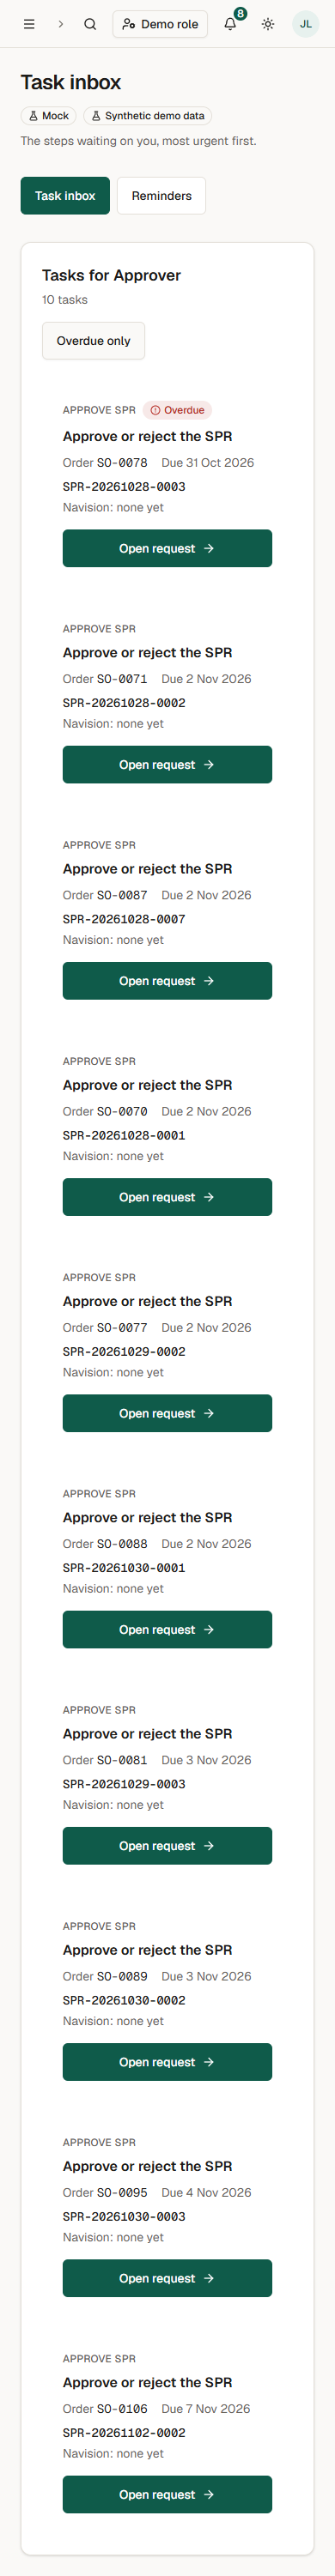 Demo role
8
JL
Task inbox
Mock
Synthetic demo data
The steps waiting on you, most urgent first.
Task inbox
Reminders
Tasks for Approver
10 tasks
Overdue only
APPROVE SPR
Overdue
Approve or reject the SPR
Order SO-0078 Due 31 Oct 2026
SPR-20261028-0003
Navision: none yet
Open request
APPROVE SPR
Approve or reject the SPR
Order SO-0071 Due 2 Nov 2026
SPR-20261028-0002
Navision: none yet
Open request
APPROVE SPR
Approve or reject the SPR
Order SO-0087 Due 2 Nov 2026
SPR-20261028-0007
Navision: none yet
Open request
APPROVE SPR
Approve or reject the SPR
Order SO-0070 Due 2 Nov 2026
SPR-20261028-0001
Navision: none yet
Open request
APPROVE SPR
Approve or reject the SPR
Order SO-0077 Due 2 Nov 2026
SPR-20261029-0002
Navision: none yet
Open request
APPROVE SPR
Approve or reject the SPR
Order SO-0088 Due 2 Nov 2026
SPR-20261030-0001
Navision: none yet
Open request
APPROVE SPR
Approve or reject the SPR
Order SO-0081 Due 3 Nov 2026
SPR-20261029-0003
Navision: none yet
Open request
APPROVE SPR
Approve or reject the SPR
Order SO-0089 Due 3 Nov 2026
SPR-20261030-0002
Navision: none yet
Open request
APPROVE SPR
Approve or reject the SPR
Order SO-0095 Due 4 Nov 2026
SPR-20261030-0003
Navision: none yet
Open request
APPROVE SPR
Approve or reject the SPR
Order SO-0106 Due 7 Nov 2026
SPR-20261102-0002
Navision: none yet
Open request